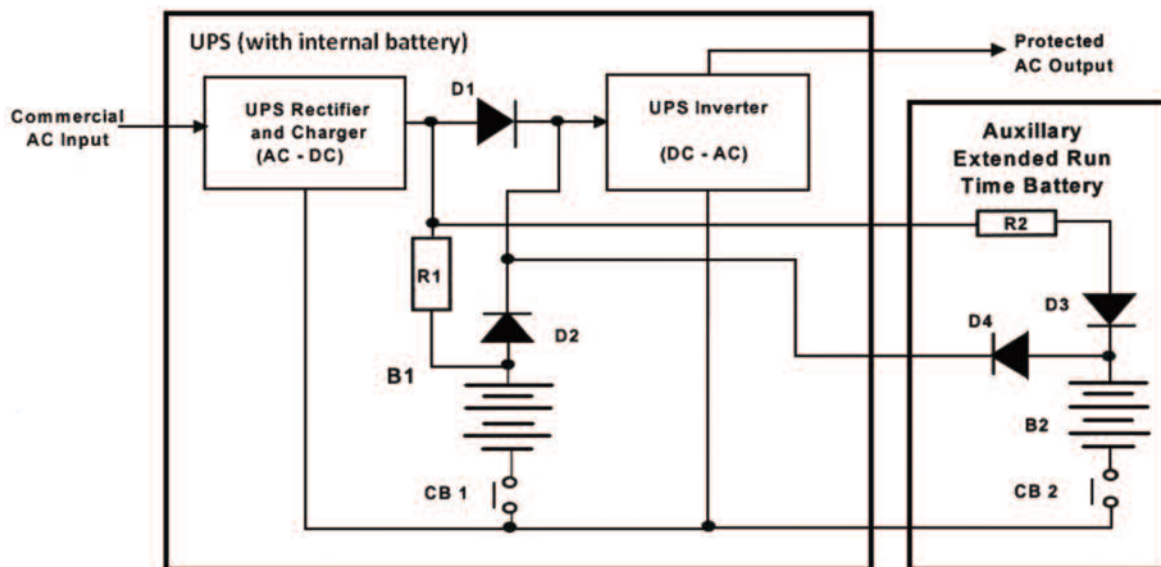 UPS (with internal battery)
Commercial
AC Input
UPS Rectifier
and Charger
(AC - DC)
D1
UPS Inverter
(DC - AC)
Protected
AC Output
Auxillary
Extended Run
Time Battery
R2
R1
D3
D4
D2
B1
B2
CB 1
CB 2